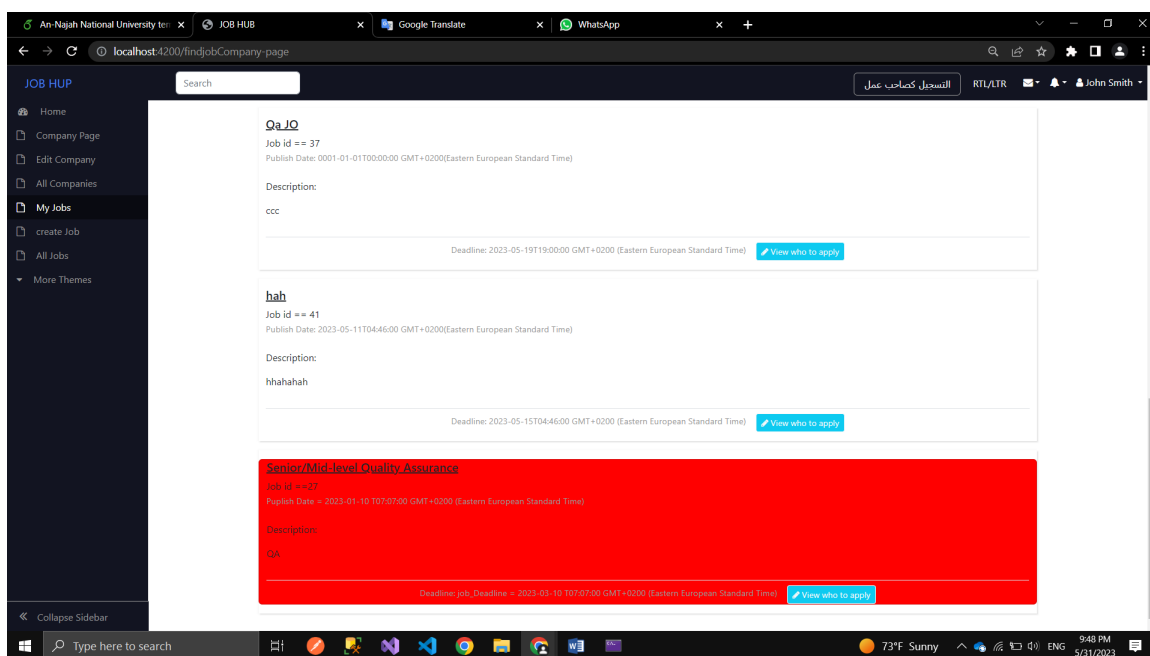 An-Najah National University tem
JOB HUB
Google Translate
WhatsApp
localhost:4200/findjobCompany-page
JOB HUP
Search
التسجيل كصاحب عمل
RTL/LTR
John Smith
Home
Company Page
Edit Company
All Companies
My Jobs
create Job
All Jobs
More Themes
Collapse Sidebar
Qa JO
Job id == 37
Publish Date: 0001-01-01T00:00:00 GMT+0200(Eastern European Standard Time)
Description:
ccc
Deadline: 2023-05-19T19:00:00 GMT+0200 (Eastern European Standard Time)
View who to apply
hah
Job id == 41
Publish Date: 2023-05-11T04:46:00 GMT+0200(Eastern European Standard Time)
Description:
hhahahah
Deadline: 2023-05-15T04:46:00 GMT+0200 (Eastern European Standard Time)
View who to apply
Senior/Mid-level Quality Assurance
Job id ==27
Puplish Date = 2023-01-10 T07:07:00 GMT+0200 (Eastern European Standard Time)
Description:
QA
Deadline: job_Deadline = 2023-03-10 T07:07:00 GMT+0200 (Eastern European Standard Time)
View who to apply
Type here to search
73°F Sunny
ENG
9:48 PM
5/31/2023